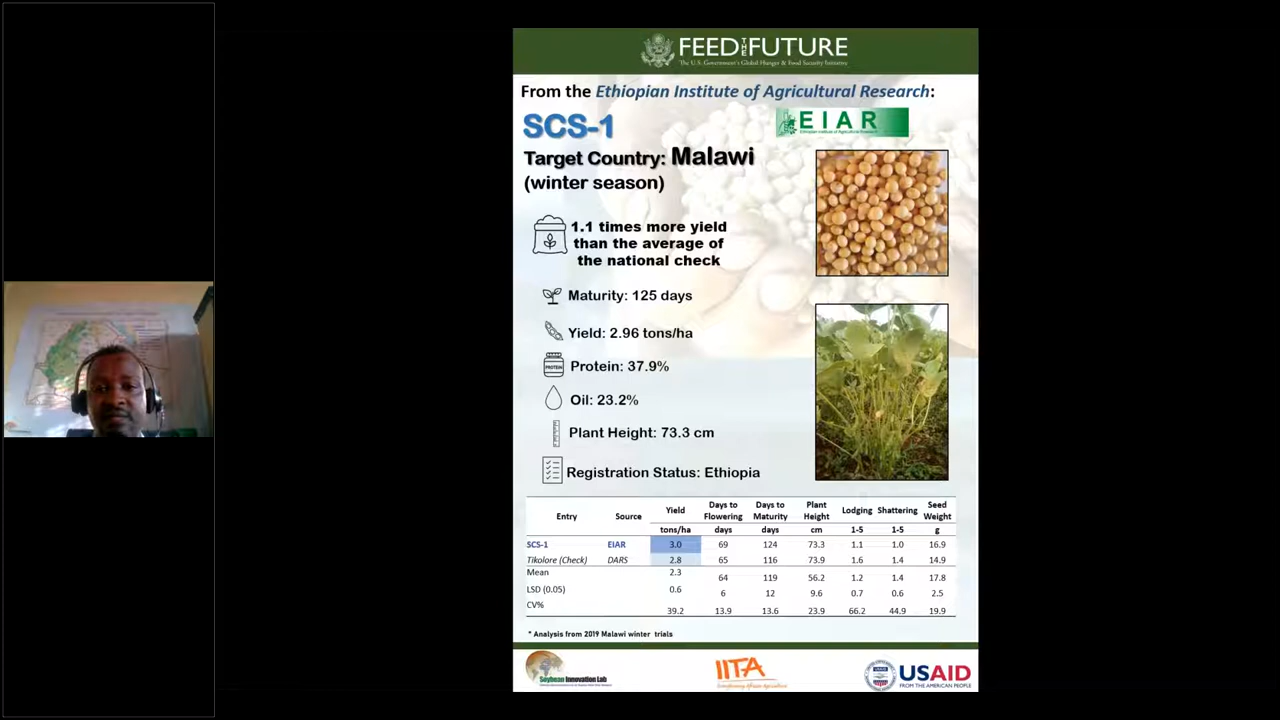 FEED THE FUTURE
The U.S. Government's Global Hunger & Food Security Initiative
From the Ethiopian Institute of Agricultural Research:
SCS-1
EIAR
Ethiopian Institute of Agricultural Research
Target Country: Malawi
(winter season)
1.1 times more yield
than the average of
the national check
Maturity: 125 days
Yield: 2.96 tons/ha
PROTEIN
Protein: 37.9%
Oil: 23.2%
Plant Height: 73.3 cm
Registration Status: Ethiopia
Entry Source Yield Days to Flowering Days to Maturity Plant Height Lodging Shattering Seed Weight
tons/ha days days cm 1-5 1-5 g
SCS-1 EIAR 3.0 69 124 73.3 1.1 1.0 16.9
Tikolore (Check) DARS 2.8 65 116 73.9 1.6 1.4 14.9
Mean 2.3 64 119 56.2 1.2 1.4 17.8
LSD (0.05) 0.6 6 12 9.6 0.7 0.6 2.5
CV% 39.2 13.9 13.6 23.9 66.2 44.9 19.9
* Analysis from 2019 Malawi winter trials
Soybean Innovation Lab
IITA
Transforming African Agriculture
USAID
FROM THE AMERICAN PEOPLE